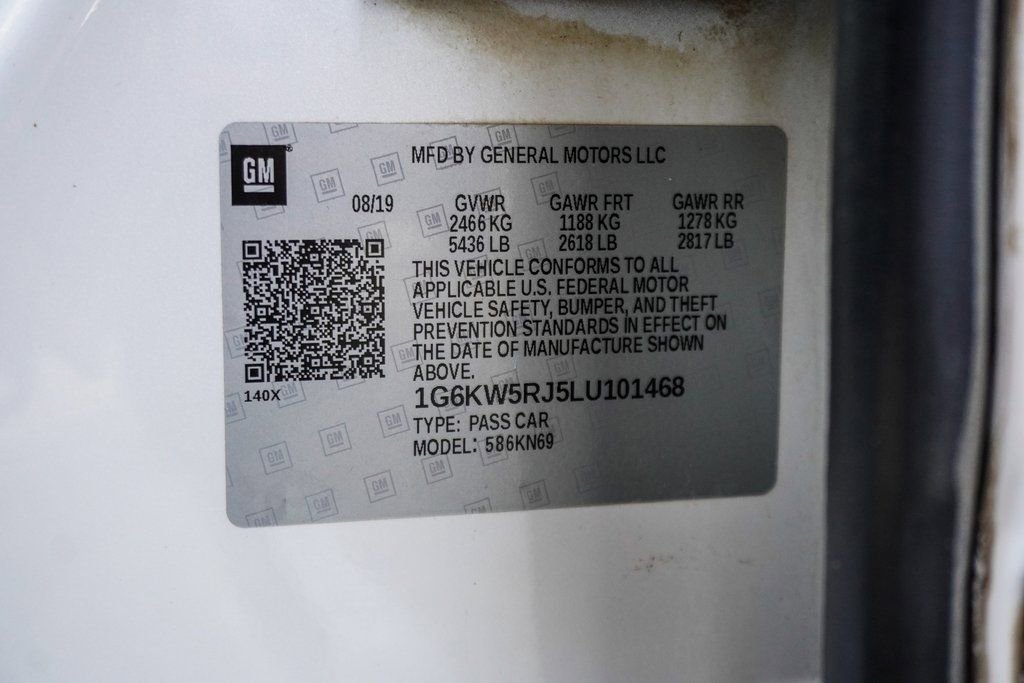 GM
MFD BY GENERAL MOTORS LLC
08/19
GVWR GAWR FRT GAWR RR
2466 KG 1188 KG 1278 KG
5436 LB 2618 LB 2817 LB
THIS VEHICLE CONFORMS TO ALL
APPLICABLE U.S. FEDERAL MOTOR
VEHICLE SAFETY, BUMPER, AND THEFT
PREVENTION STANDARDS IN EFFECT ON
THE DATE OF MANUFACTURE SHOWN
ABOVE.
140X
1G6KW5RJ5LU101468
TYPE: PASS CAR
MODEL: 586KN69